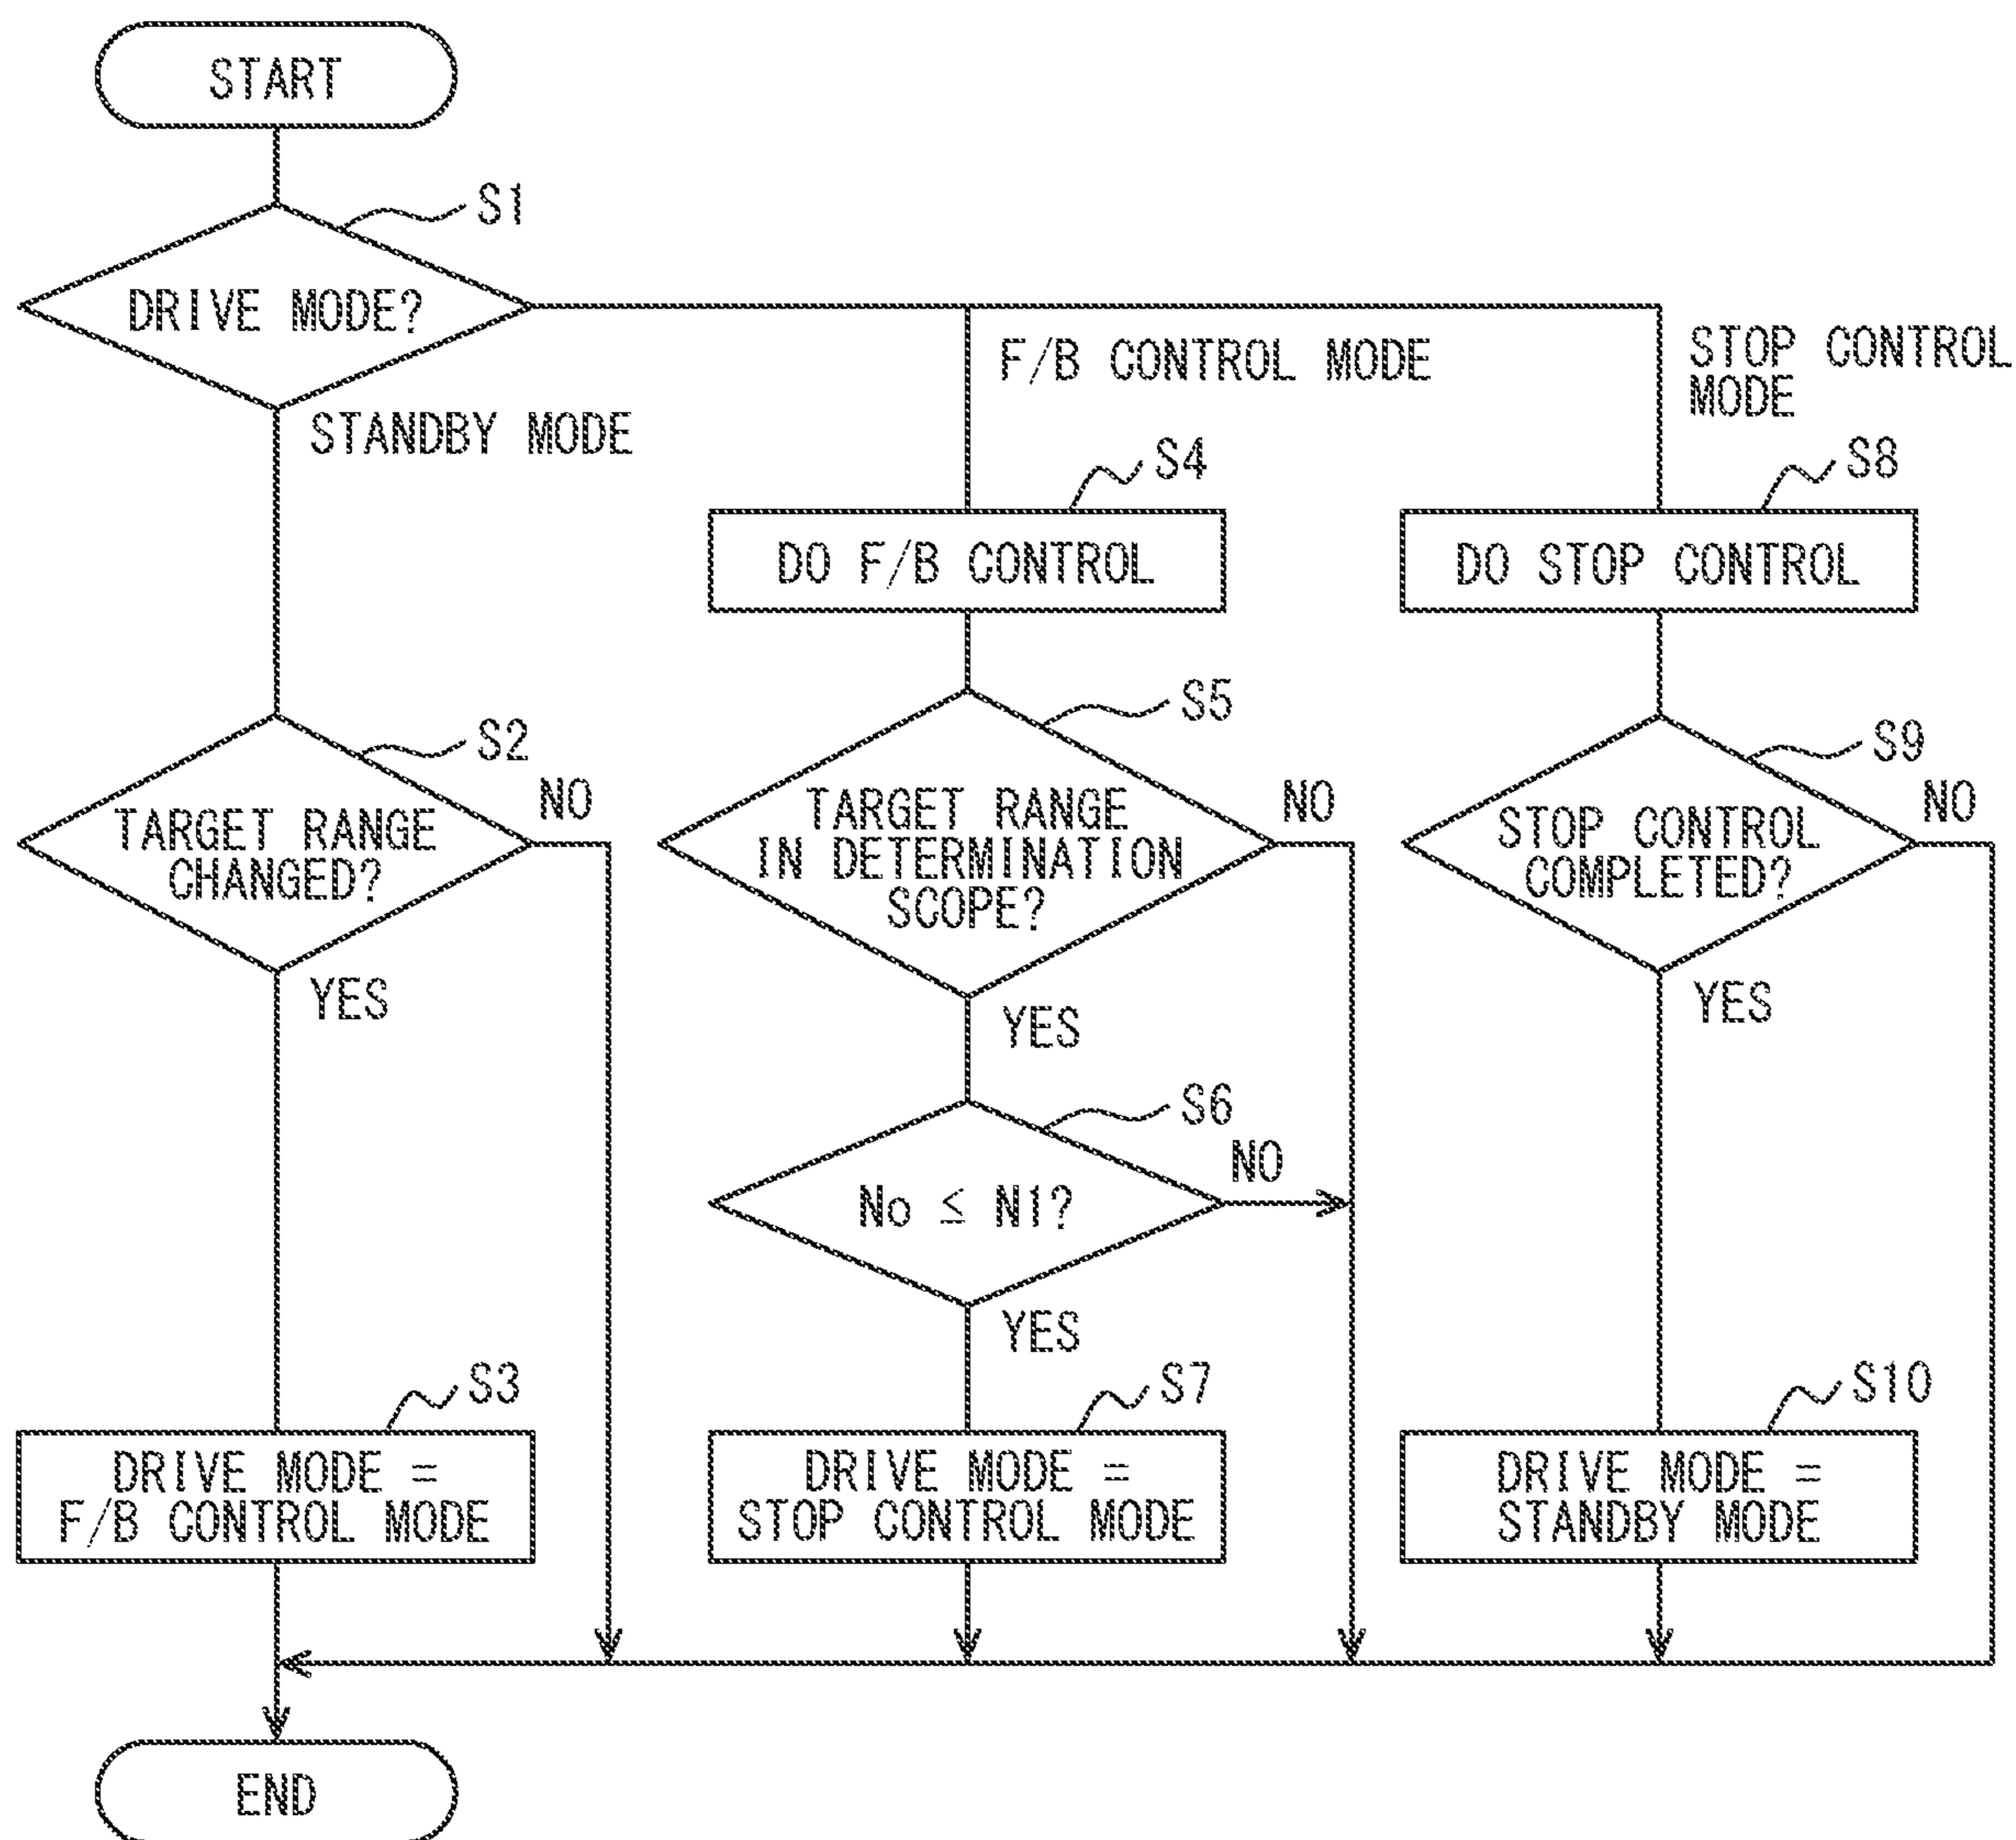 START
S1
DRIVE MODE?
F/B CONTROL MODE
STOP CONTROL
MODE
STANDBY MODE
S4
S8
DO F/B CONTROL
DO STOP CONTROL
S2
S5
S9
TARGET RANGE
CHANGED?
NO
TARGET RANGE
IN DETERMINATION
SCOPE?
NO
STOP CONTROL
COMPLETED?
NO
YES
YES
YES
S6
No ≤ N1?
NO
YES
S3
S7
S10
DRIVE MODE =
F/B CONTROL MODE
DRIVE MODE =
STOP CONTROL MODE
DRIVE MODE =
STANDBY MODE
END